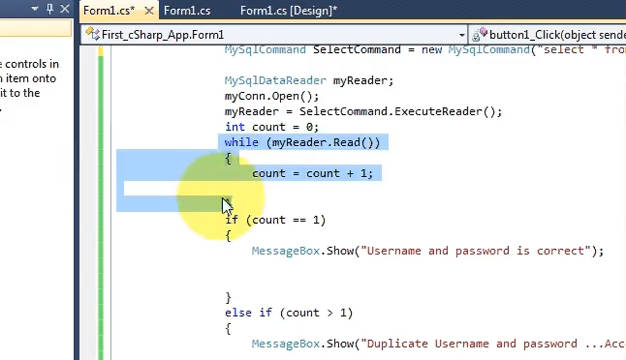 Form1.cs* Form1.cs Form1.cs [Design]*
First_cSharp_App.Form1 button1_Click(object sende
e controls in
n item onto
it to the
MySqlCommand SelectCommand = new MySqlCommand("select * fro
MySqlDataReader myReader;
myConn.Open();
myReader = SelectCommand.ExecuteReader();
int count = 0;
while (myReader.Read())
{
count = count + 1;
if (count == 1)
{
MessageBox.Show("Username and password is correct");
}
else if (count > 1)
{
MessageBox.Show("Duplicate Username and password ...Acc